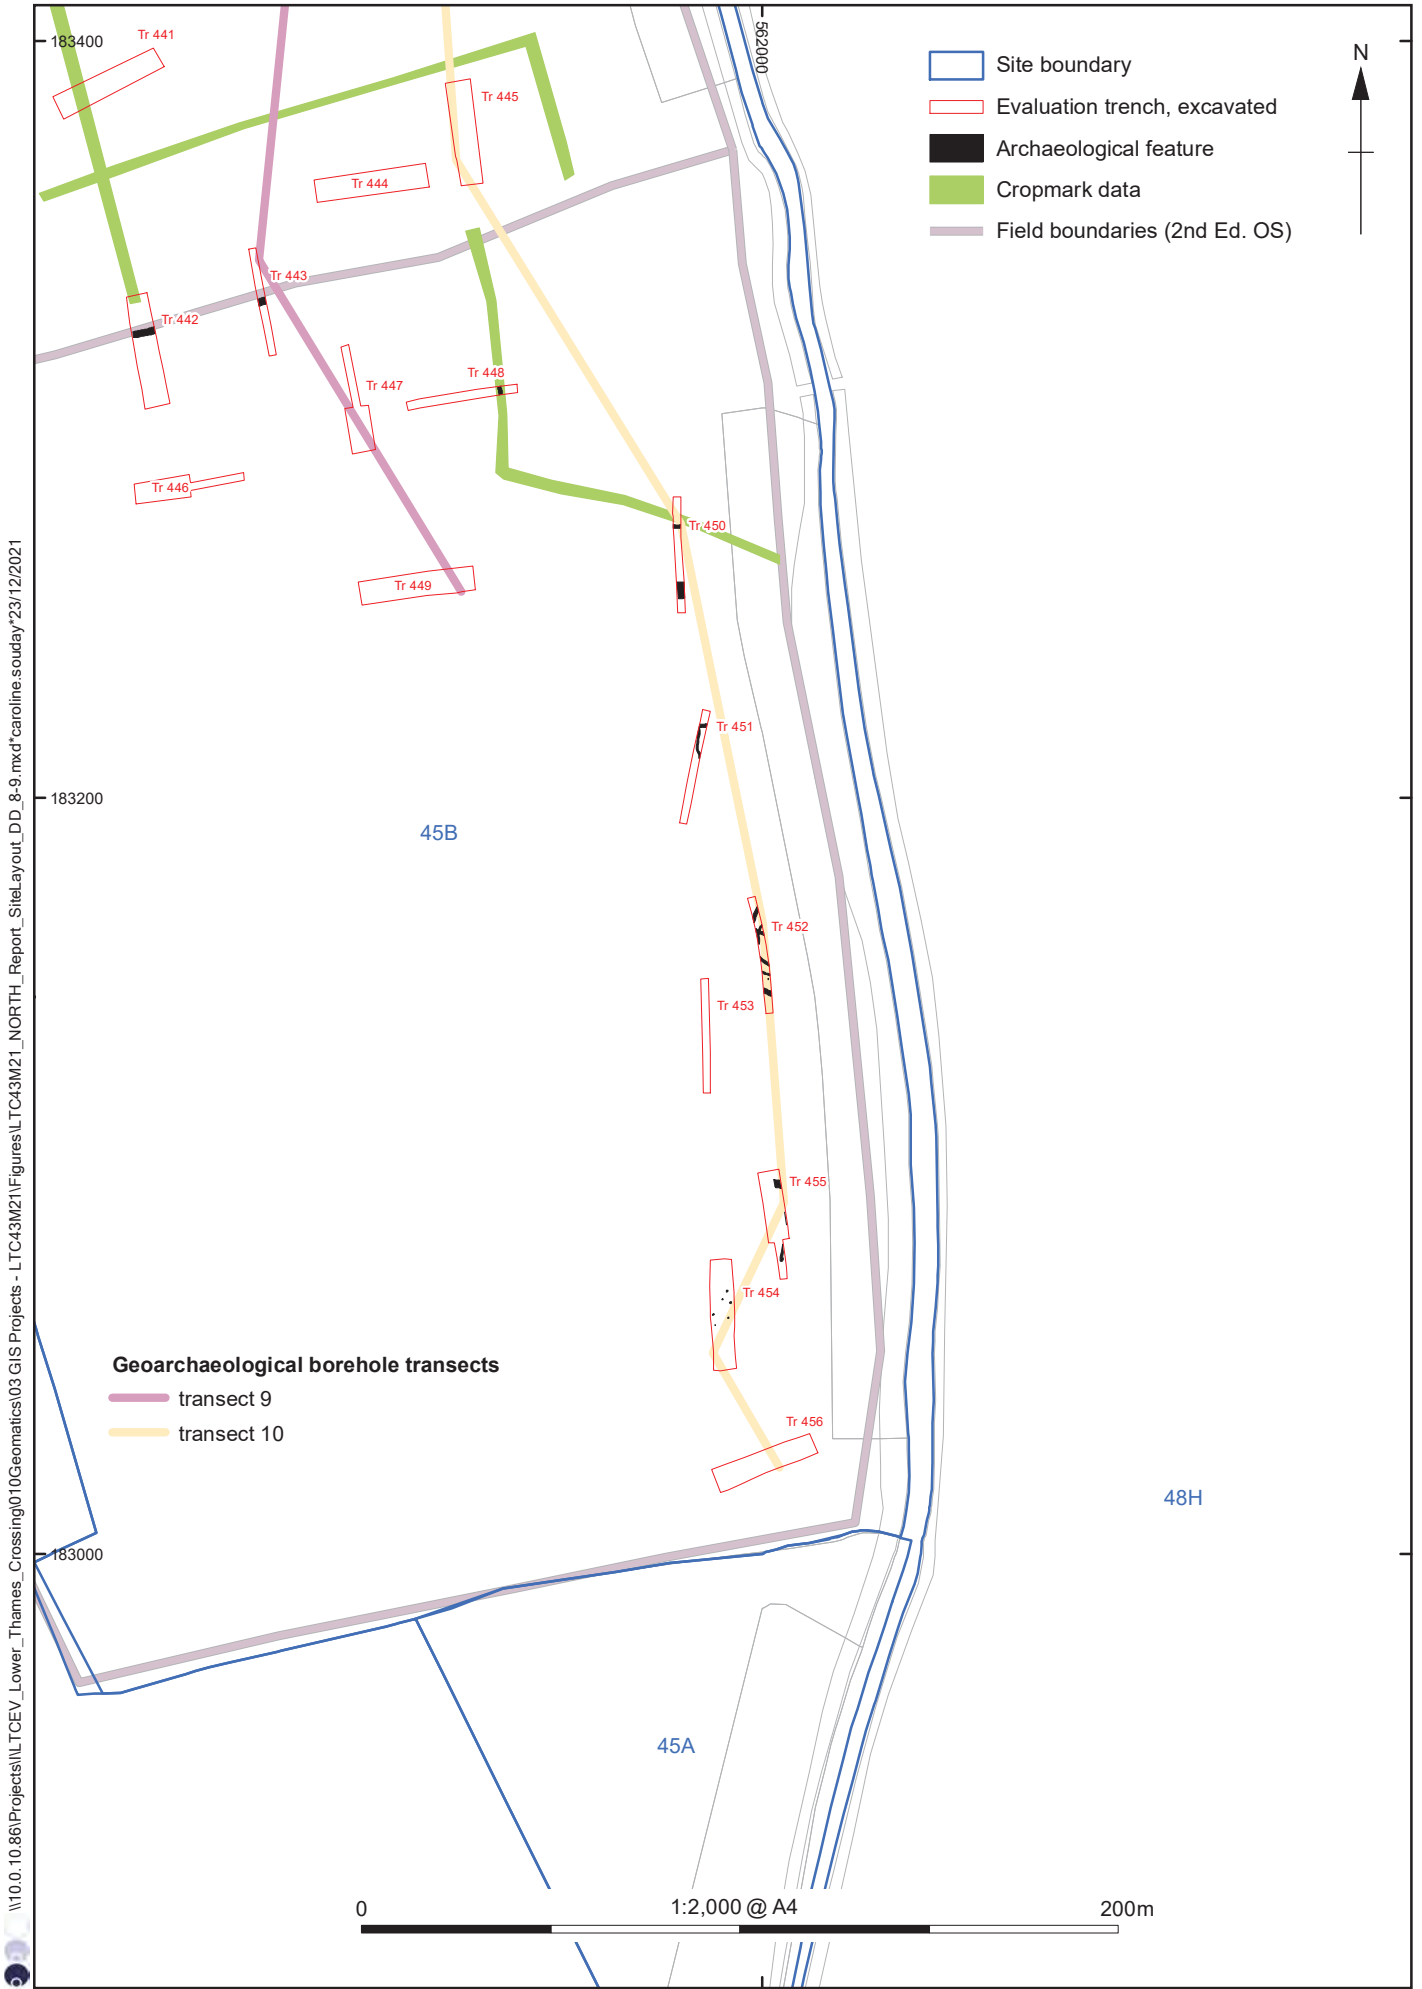 183400
562000
Tr 441
Tr 445
Tr 444
Tr 443
Tr 442
Tr 447
Tr 448
Tr 446
Tr 450
Tr 449
Tr 451
183200
45B
Tr 452
Tr 453
Tr 455
Tr 454
Tr 456
183000
48H
45A
Site boundary
Evaluation trench, excavated
Archaeological feature
Cropmark data
Field boundaries (2nd Ed. OS)
N
Geoarchaeological borehole transects
transect 9
transect 10
0 1:2,000 @ A4 200m
\\10.0.10.86\Projects\I\LTCEV_Lower_Thames_Crossing\010Geomatics\03 GIS Projects - LTC43M21\Figures\LTC43M21_NORTH_Report_SiteLayout_DD_8-9.mxd*caroline.souday*23/12/2021